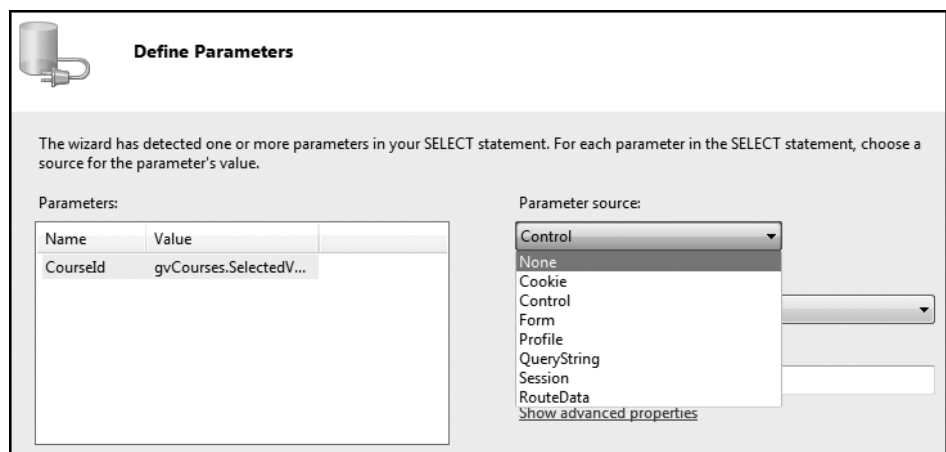 Define Parameters
The wizard has detected one or more parameters in your SELECT statement. For each parameter in the SELECT statement, choose a
source for the parameter's value.
Parameters:
Name Value
CourseId gvCourses.SelectedV...
Parameter source:
Control
None
Cookie
Control
Form
Profile
QueryString
Session
RouteData
Show advanced properties